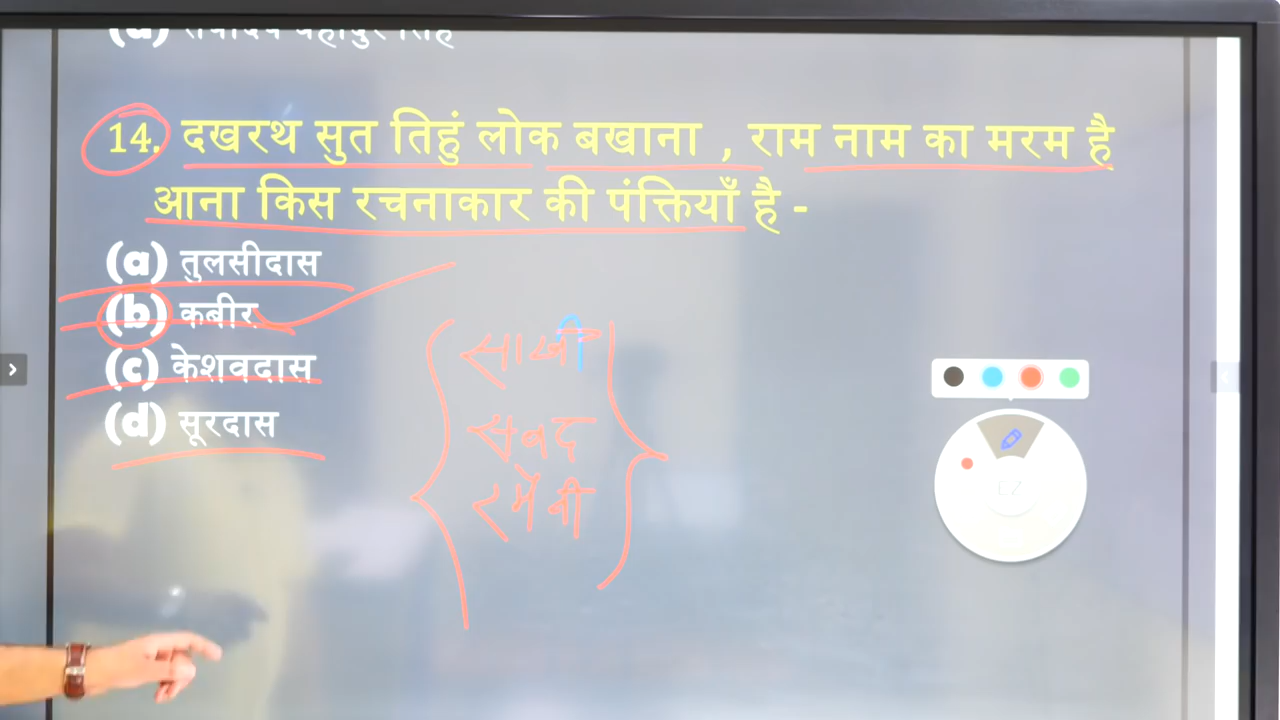 14. दखरथ सुत तिहुं लोक बखाना , राम नाम का मरम है
आना किस रचनाकार की पंक्तियाँ है -
(a) तुलसीदास
(b) कबीर
(c) केशवदास
(d) सूरदास
साखी
सबद
रमैनी